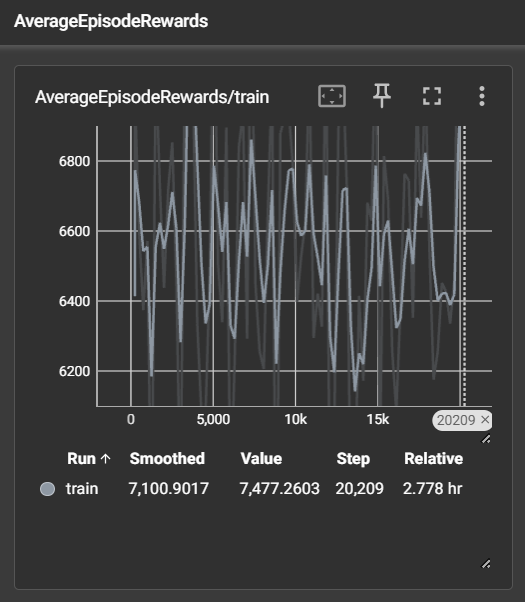 AverageEpisodeRewards
AverageEpisodeRewards/train
6800
6600
6400
6200
0 5,000 10k 15k 20209 ×
Run ↑ Smoothed Value Step Relative
train 7,100.9017 7,477.2603 20,209 2.778 hr